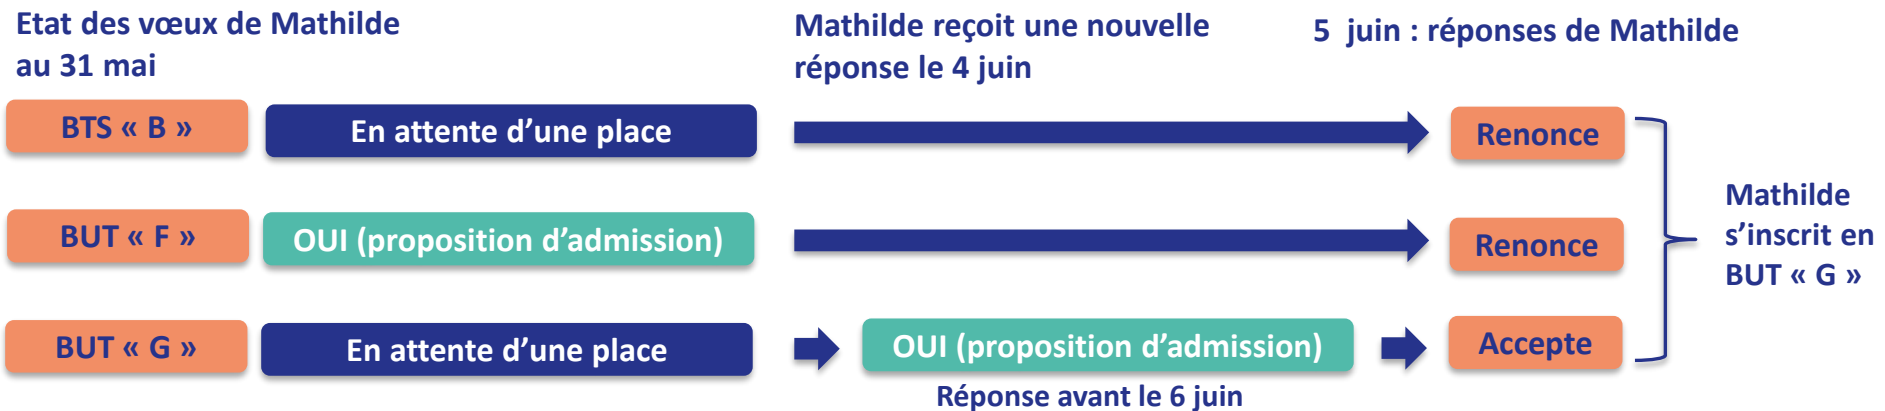 Etat des vœux de Mathilde
au 31 mai
Mathilde reçoit une nouvelle
réponse le 4 juin
5 juin : réponses de Mathilde
BTS « B »
En attente d’une place
Renonce
BUT « F »
OUI (proposition d’admission)
Renonce
BUT « G »
En attente d’une place
OUI (proposition d’admission)
Accepte
Réponse avant le 6 juin
Mathilde
s’inscrit en
BUT « G »